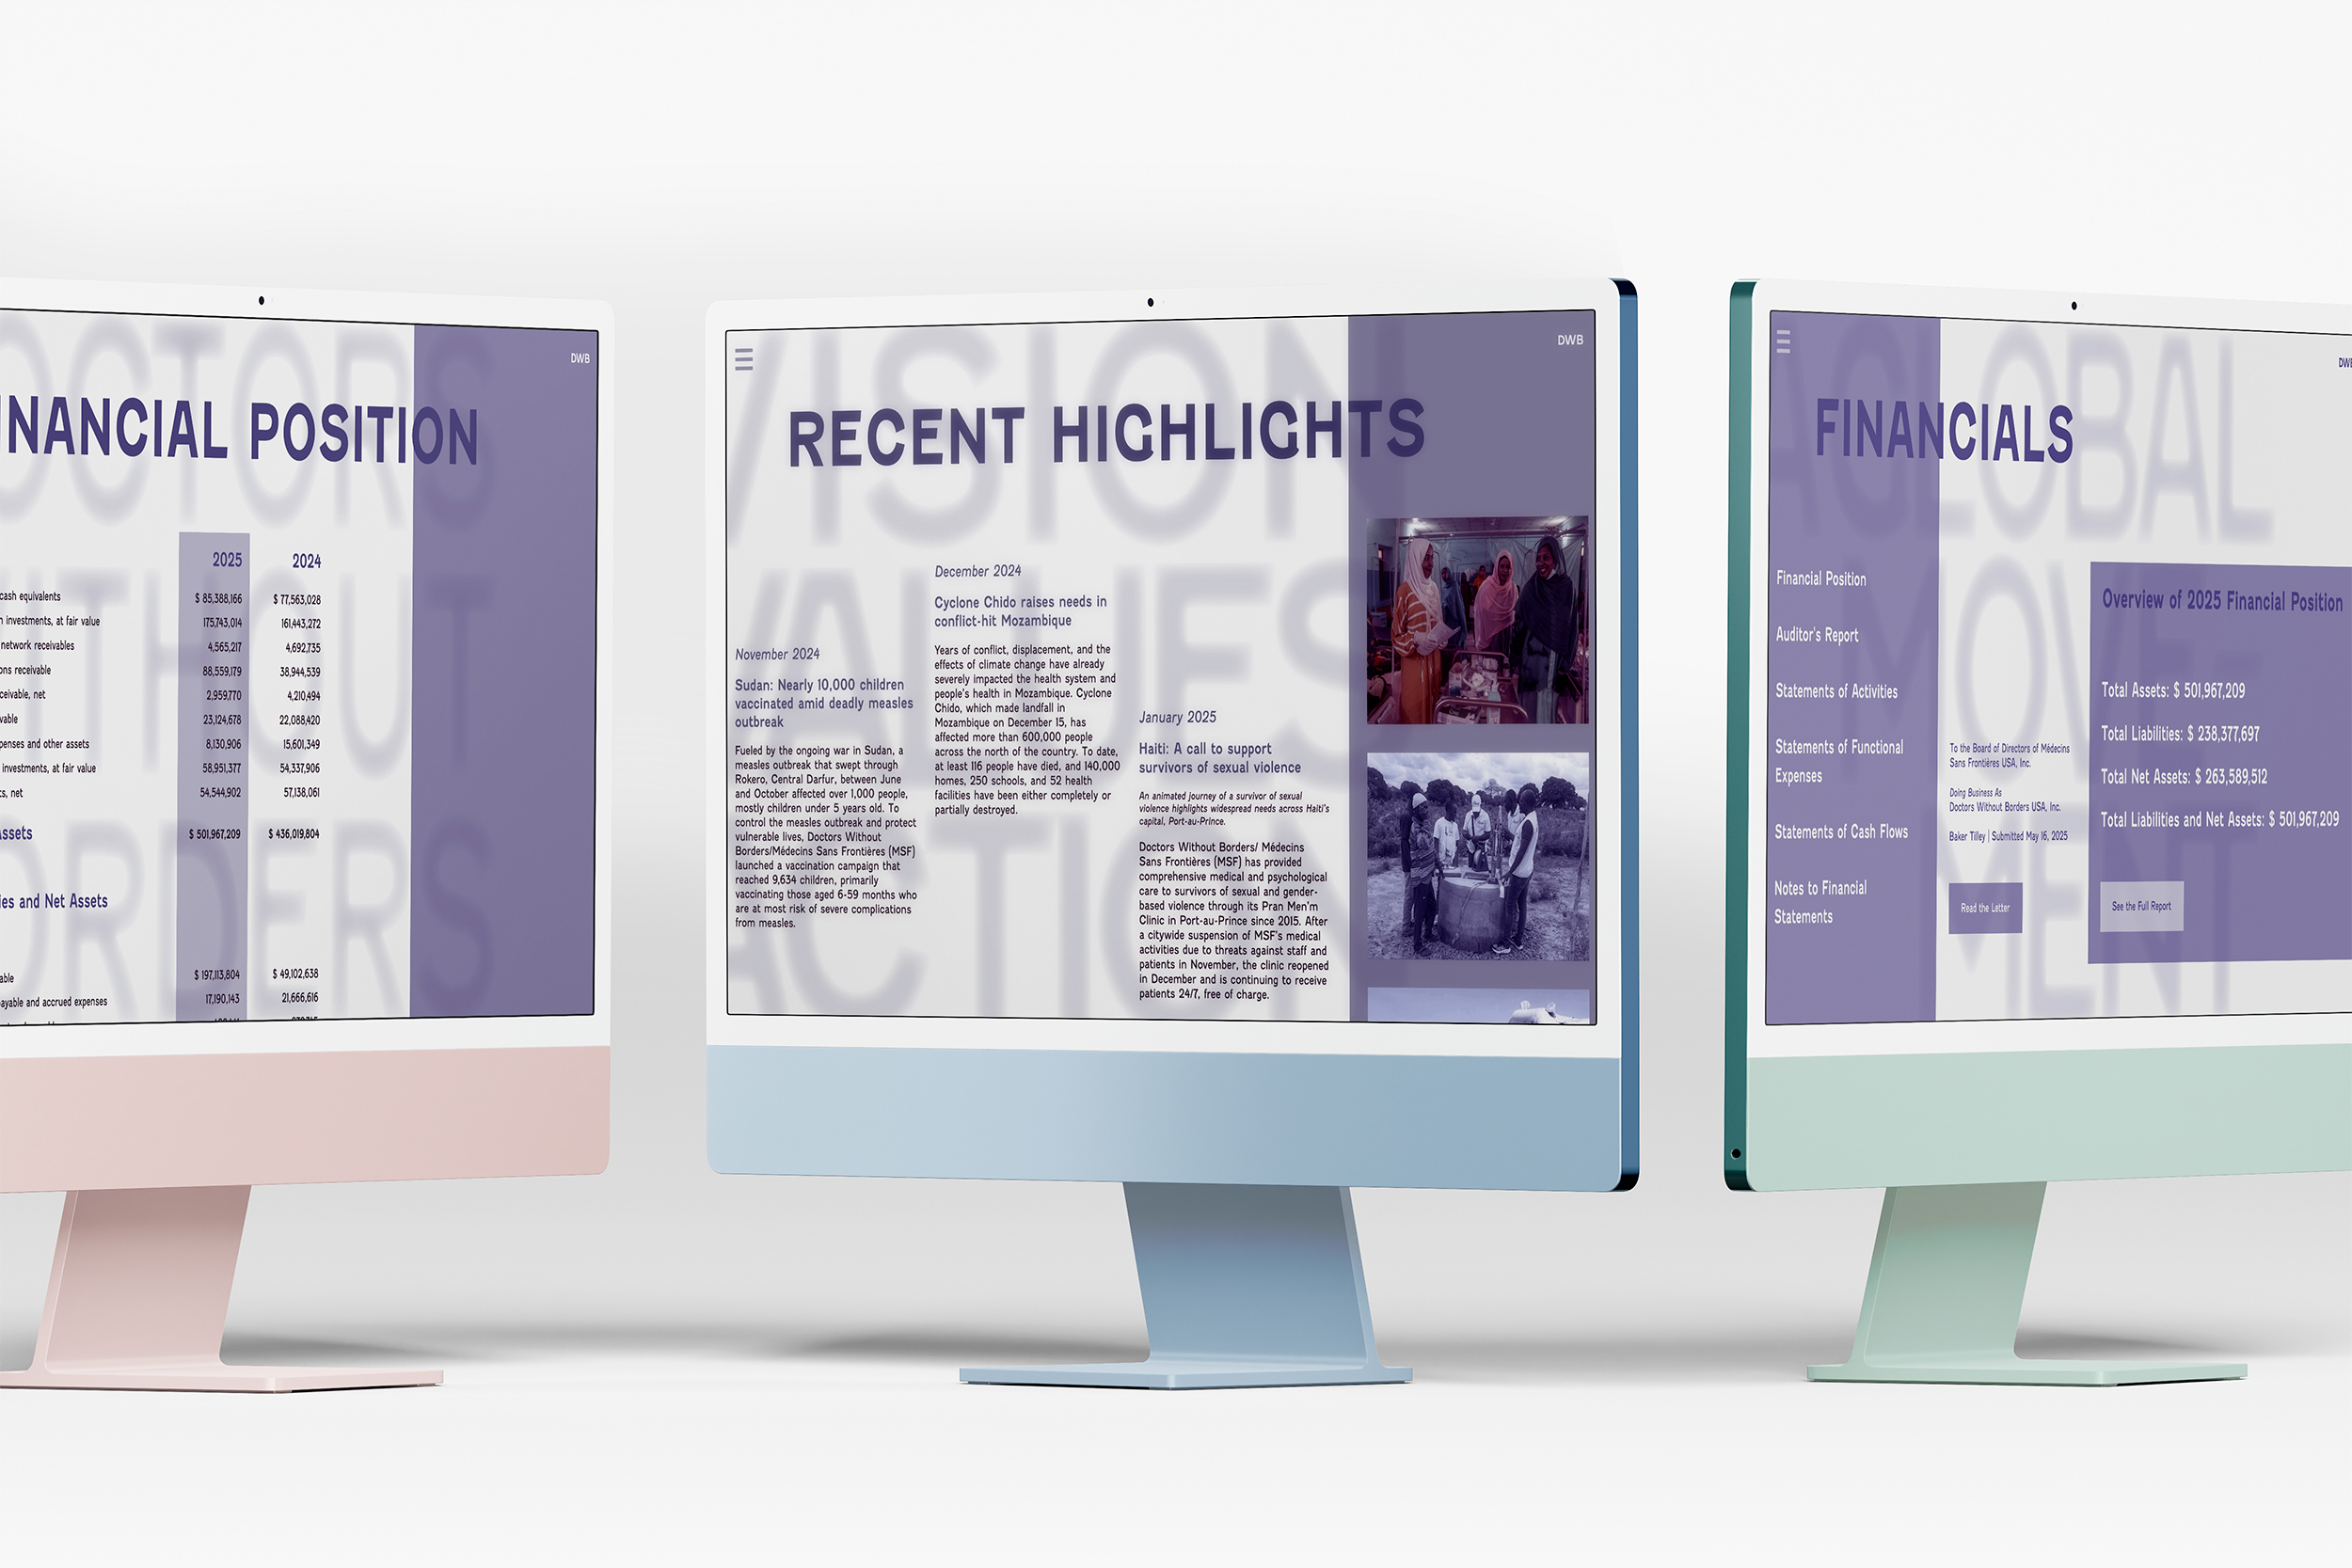 DOCTORS
WITHOUT
BORDERS
DWB
FINANCIAL POSITION
2025 2024
cash equivalents $ 85,388,166 $ 77,563,028
investments, at fair value 175,743,014 161,443,272
network receivables 4,565,217 4,692,735
receivable 88,559,179 38,944,539
net 2,959,770 4,210,494
23,124,678 22,088,420
and other assets 8,130,906 15,601,349
investments, at fair value 58,951,377 54,337,906
net 54,544,902 57,138,061
Assets $ 501,967,209 $ 436,019,804
and Net Assets
$ 197,113,804 $ 49,102,638
payable and accrued expenses 17,190,143 21,666,616
VISION
VALUES
ACTION
DWB
RECENT HIGHLIGHTS
November 2024
Sudan: Nearly 10,000 children
vaccinated amid deadly measles
outbreak
Fueled by the ongoing war in Sudan, a
measles outbreak that swept through
Rokero, Central Darfur, between June
and October affected over 1,000 people,
mostly children under 5 years old. To
control the measles outbreak and protect
vulnerable lives, Doctors Without
Borders/Médecins Sans Frontières (MSF)
launched a vaccination campaign that
reached 9,634 children, primarily
vaccinating those aged 6-59 months who
are at most risk of severe complications
from measles.
December 2024
Cyclone Chido raises needs in
conflict-hit Mozambique
Years of conflict, displacement, and the
effects of climate change have already
severely impacted the health system and
people's health in Mozambique. Cyclone
Chido, which made landfall in
Mozambique on December 15, has
affected more than 600,000 people
across the north of the country. To date,
at least 116 people have died, and 140,000
homes, 250 schools, and 52 health
facilities have been either completely or
partially destroyed.
January 2025
Haiti: A call to support
survivors of sexual violence
An animated journey of a survivor of sexual
violence highlights widespread needs across Haiti's
capital, Port-au-Prince.
Doctors Without Borders/ Médecins
Sans Frontières (MSF) has provided
comprehensive medical and psychological
care to survivors of sexual and gender-
based violence through its Pran Men'm
Clinic in Port-au-Prince since 2015. After
a citywide suspension of MSF's medical
activities due to threats against staff and
patients in November, the clinic reopened
in December and is continuing to receive
patients 24/7, free of charge.
A GLOBAL
MOVE
MENT
DWB
FINANCIALS
Financial Position
Auditor's Report
Statements of Activities
Statements of Functional
Expenses
Statements of Cash Flows
Notes to Financial
Statements
To the Board of Directors of Médecins
Sans Frontières USA, Inc.
Doing Business As
Doctors Without Borders USA, Inc.
Baker Tilley | Submitted May 16, 2025
Read the Letter
Overview of 2025 Financial Position
Total Assets: $ 501,967,209
Total Liabilities: $ 238,377,697
Total Net Assets: $ 263,589,512
Total Liabilities and Net Assets: $ 501,967,209
See the Full Report